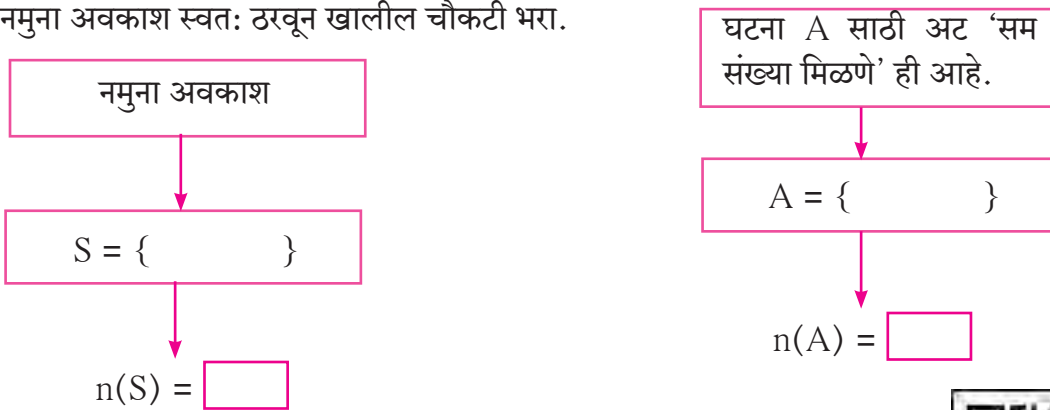 नमुना अवकाश स्वत: ठरवून खालील चौकटी भरा.
नमुना अवकाश
S = { }
n(S) =
घटना A साठी अट ‘सम
संख्या मिळणे’ ही आहे.
A = { }
n(A) =